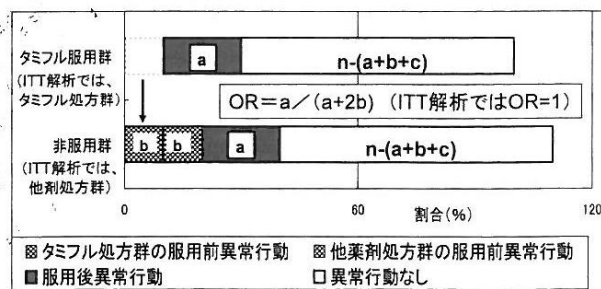 タミフル服用群
(ITT解析では、
タミフル処方群)
a
n-(a+b+c)
OR=a/(a+2b) (ITT解析ではOR=1)
非服用群
(ITT解析では、
他剤処方群)
b
b
a
n-(a+b+c)
0
60
120
割合(%)
タミフル処方群の服用前異常行動
他薬剤処方群の服用前異常行動
服用後異常行動
異常行動なし